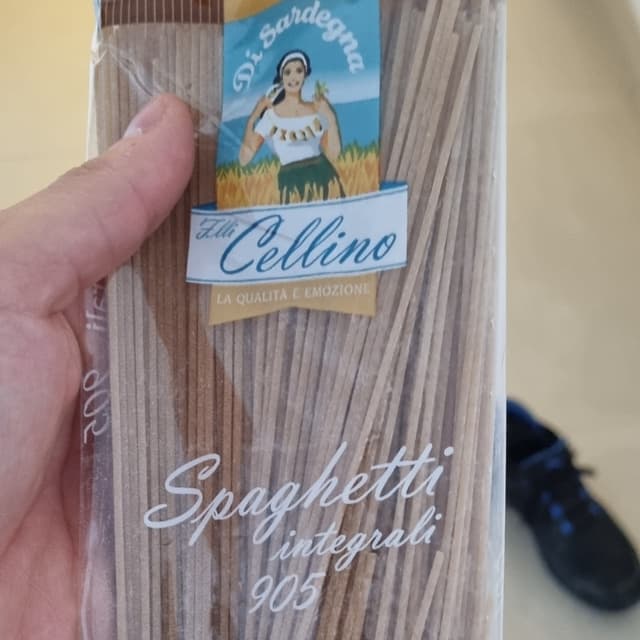 Di Sardegna
F.lli Cellino
LA QUALITÀ È EMOZIONE
Spaghetti
integrali
905